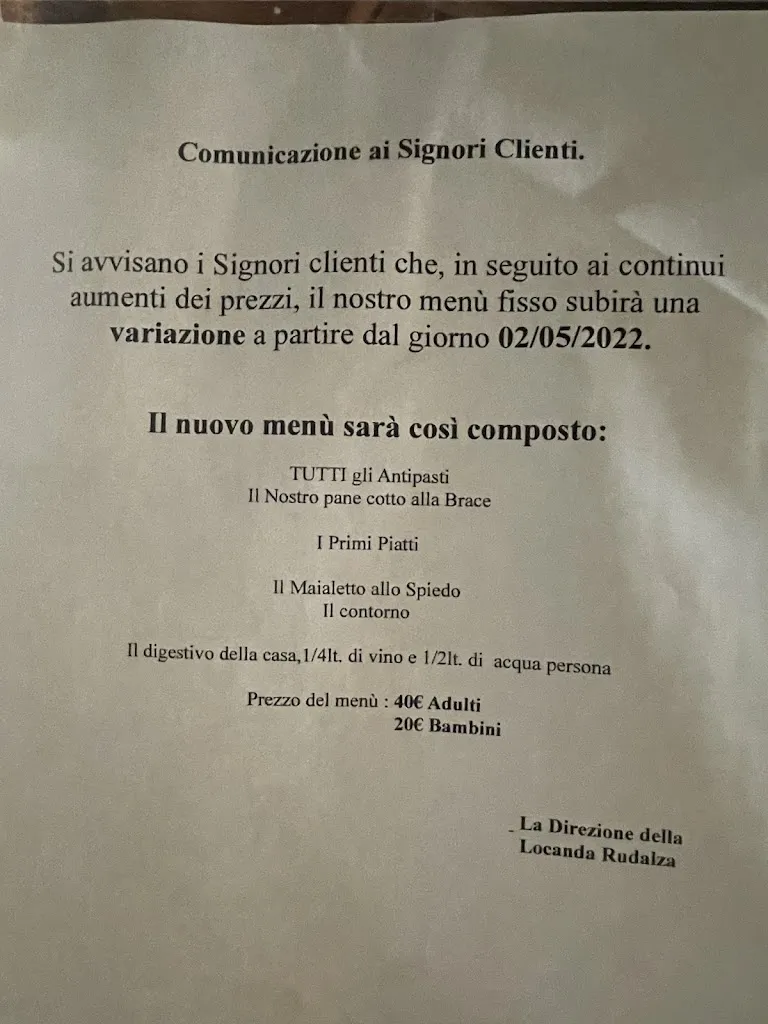 Comunicazione ai Signori Clienti.
Si avvisano i Signori clienti che, in seguito ai continui
aumenti dei prezzi, il nostro menù fisso subirà una
variazione a partire dal giorno 02/05/2022.
Il nuovo menù sarà così composto:
TUTTI gli Antipasti
Il Nostro pane cotto alla Brace
I Primi Piatti
Il Maialetto allo Spiedo
Il contorno
Il digestivo della casa,1/4lt. di vino e 1/2lt. di acqua persona
Prezzo del menù : 40€ Adulti
20€ Bambini
La Direzione della
Locanda Rudalza